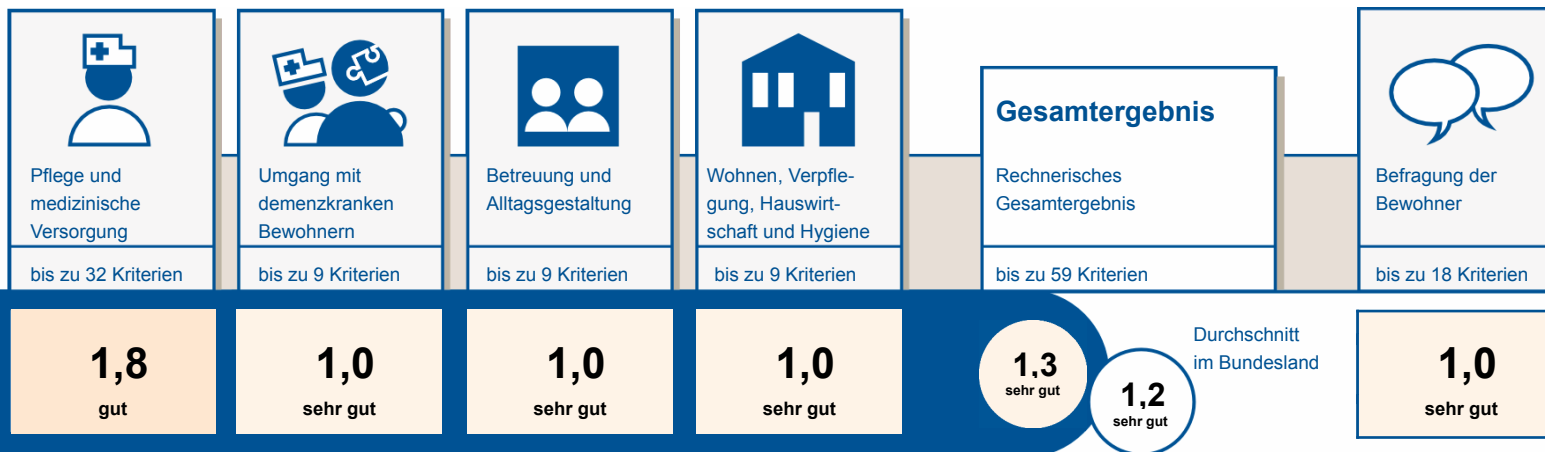 Pflege und
medizinische
Versorgung
bis zu 32 Kriterien
1,8
gut
Umgang mit
demenzkranken
Bewohnern
bis zu 9 Kriterien
1,0
sehr gut
Betreuung und
Alltagsgestaltung
bis zu 9 Kriterien
1,0
sehr gut
Wohnen, Verpfle-
gung, Hauswirt-
schaft und Hygiene
bis zu 9 Kriterien
1,0
sehr gut
Gesamtergebnis
Rechnerisches
Gesamtergebnis
bis zu 59 Kriterien
1,3
sehr gut
1,2
sehr gut
Durchschnitt
im Bundesland
Befragung der
Bewohner
bis zu 18 Kriterien
1,0
sehr gut